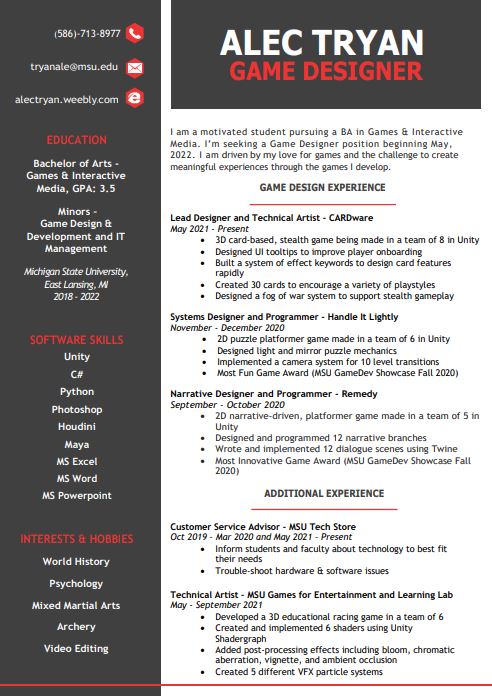 (586)-713-8977
tryanale@msu.edu
alectryan.weebly.com
EDUCATION
Bachelor of Arts -
Games & Interactive
Media, GPA: 3.5
Minors -
Game Design &
Development and IT
Management
Michigan State University,
East Lansing, MI
2018 - 2022
SOFTWARE SKILLS
Unity
C#
Python
Photoshop
Houdini
Maya
MS Excel
MS Word
MS Powerpoint
INTERESTS & HOBBIES
World History
Psychology
Mixed Martial Arts
Archery
Video Editing
ALEC TRYAN
GAME DESIGNER
I am a motivated student pursuing a BA in Games & Interactive
Media. I'm seeking a Game Designer position beginning May,
2022. I am driven by my love for games and the challenge to create
meaningful experiences through the games I develop.
GAME DESIGN EXPERIENCE
Lead Designer and Technical Artist - CARDware
May 2021 - Present
• 3D card-based, stealth game being made in a team of 8 in Unity
• Designed UI tooltips to improve player onboarding
• Built a system of effect keywords to design card features
rapidly
• Created 30 cards to encourage a variety of playstyles
• Designed a fog of war system to support stealth gameplay
Systems Designer and Programmer - Handle It Lightly
November - December 2020
• 2D puzzle platformer game made in a team of 6 in Unity
• Designed light and mirror puzzle mechanics
• Implemented a camera system for 10 level transitions
• Most Fun Game Award (MSU GameDev Showcase Fall 2020)
Narrative Designer and Programmer - Remedy
September - October 2020
• 2D narrative-driven, platformer game made in a team of 5 in
Unity
• Designed and programmed 12 narrative branches
• Wrote and implemented 12 dialogue scenes using Twine
• Most Innovative Game Award (MSU GameDev Showcase Fall
2020)
ADDITIONAL EXPERIENCE
Customer Service Advisor - MSU Tech Store
Oct 2019 - Mar 2020 and May 2021 - Present
• Inform students and faculty about technology to best fit
their needs
• Trouble-shoot hardware & software issues
Technical Artist - MSU Games for Entertainment and Learning Lab
May - September 2021
• Developed a 3D educational racing game in a team of 6
• Created and implemented 6 shaders using Unity
Shadergraph
• Added post-processing effects including bloom, chromatic
aberration, vignette, and ambient occlusion
• Created 5 different VFX particle systems